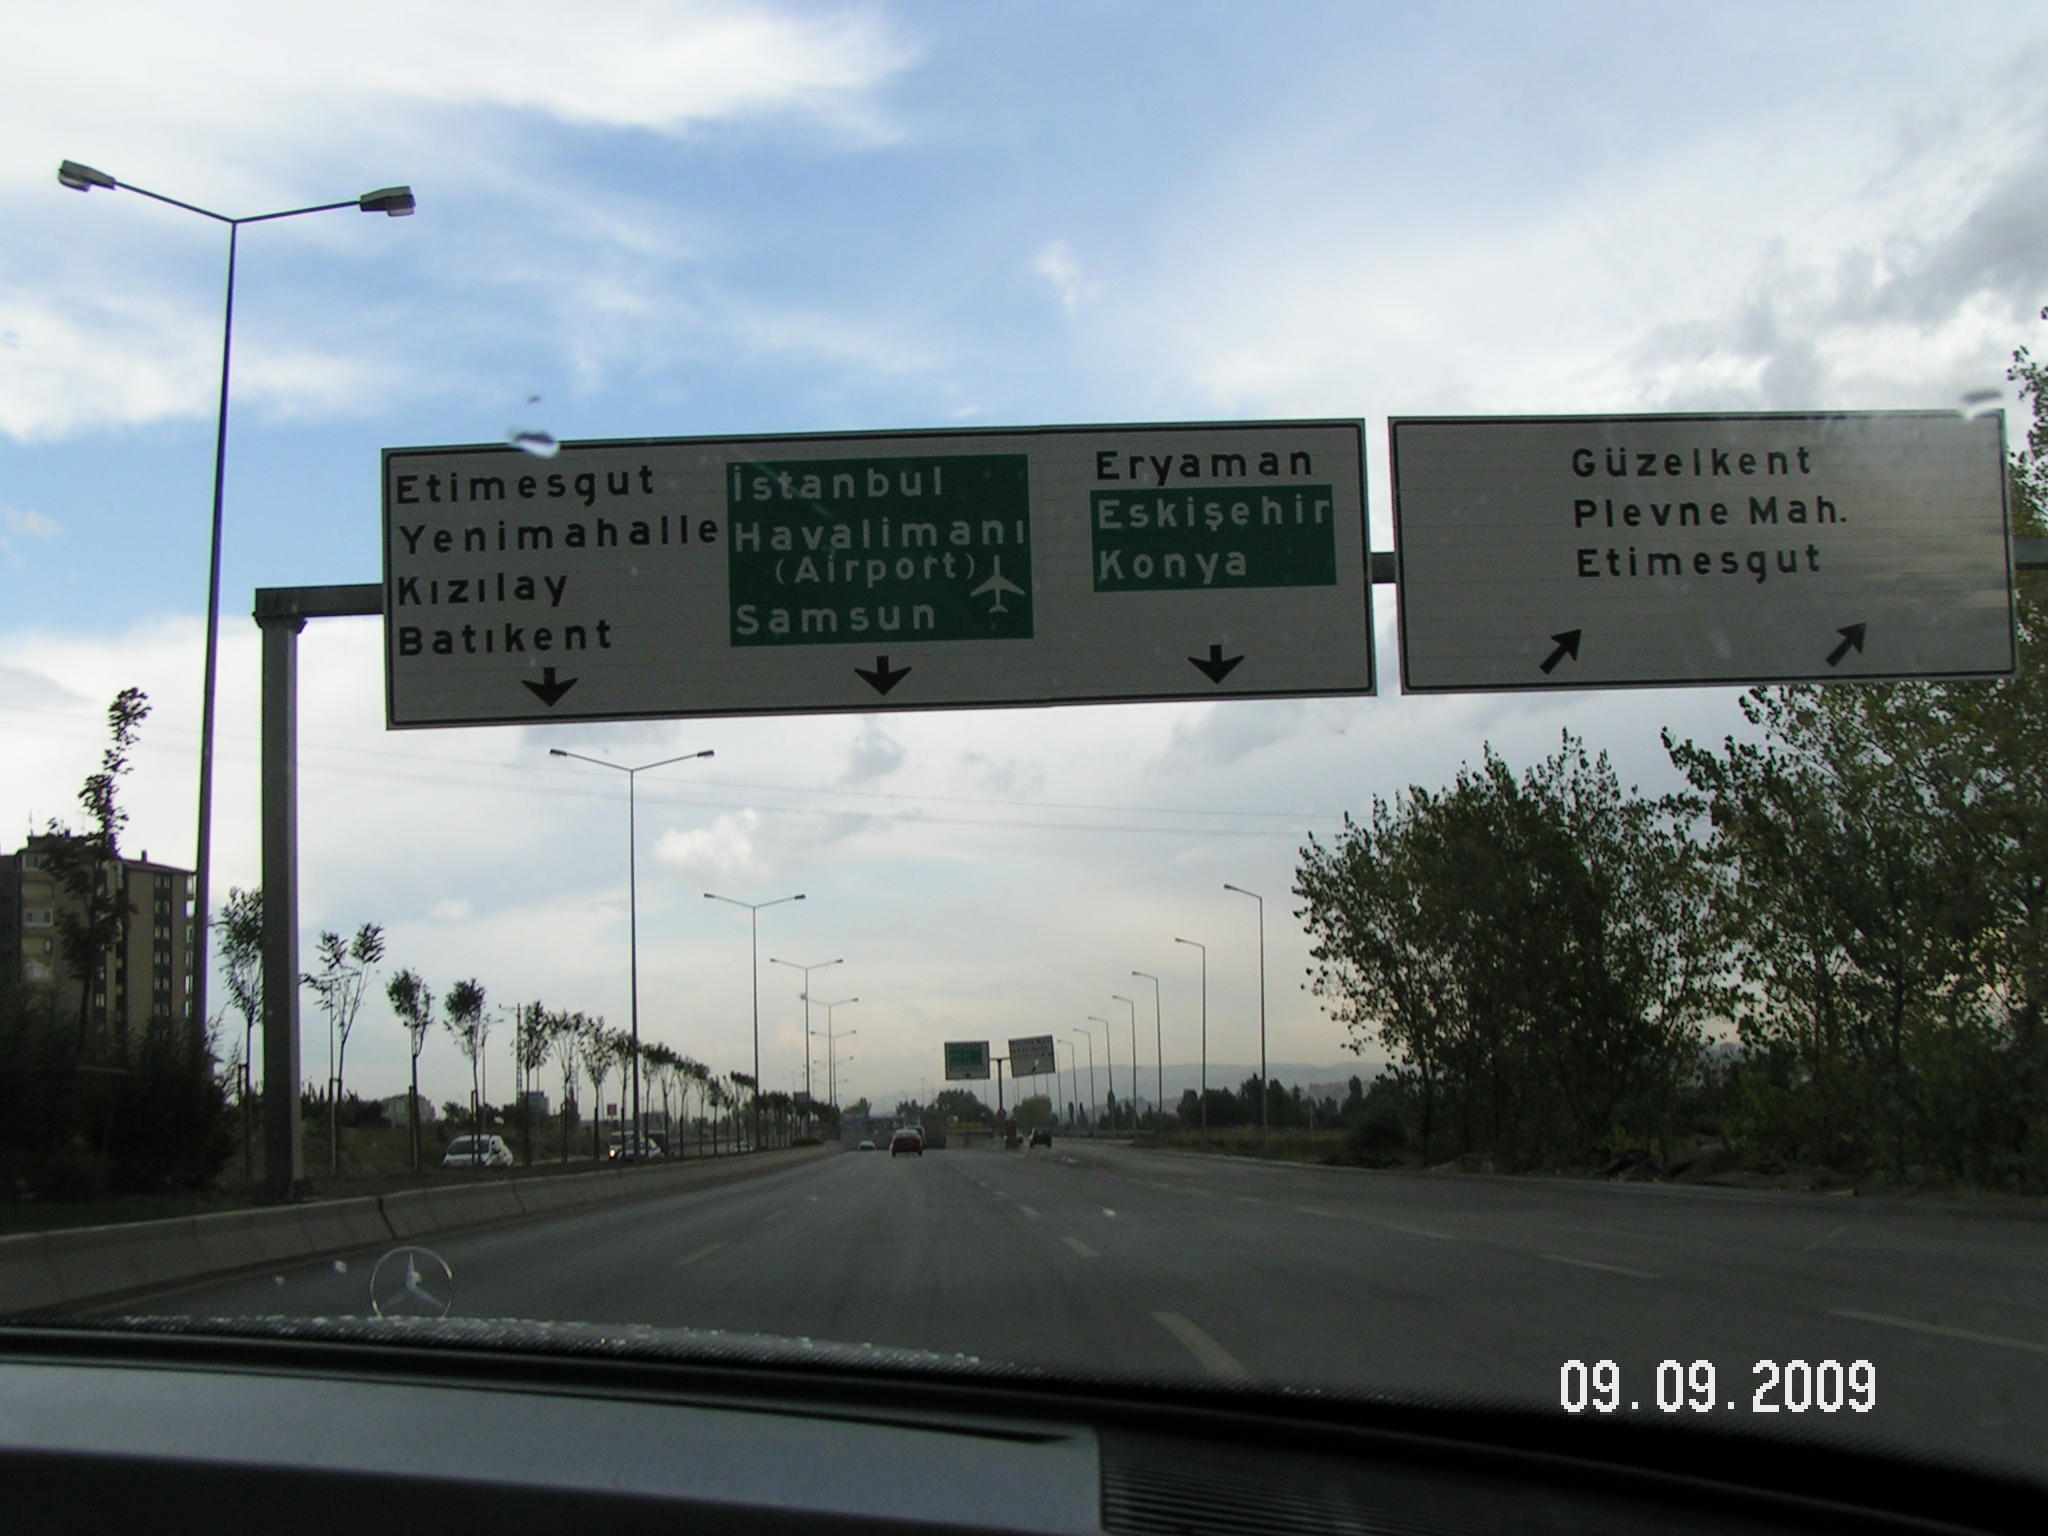 Etimesgut
Yenimahalle
Kızılay
Batıkent
İstanbul
Havalimanı
(Airport)
Samsun
Eryaman
Eskişehir
Konya
Güzelkent
Plevne Mah.
Etimesgut
09.09.2009